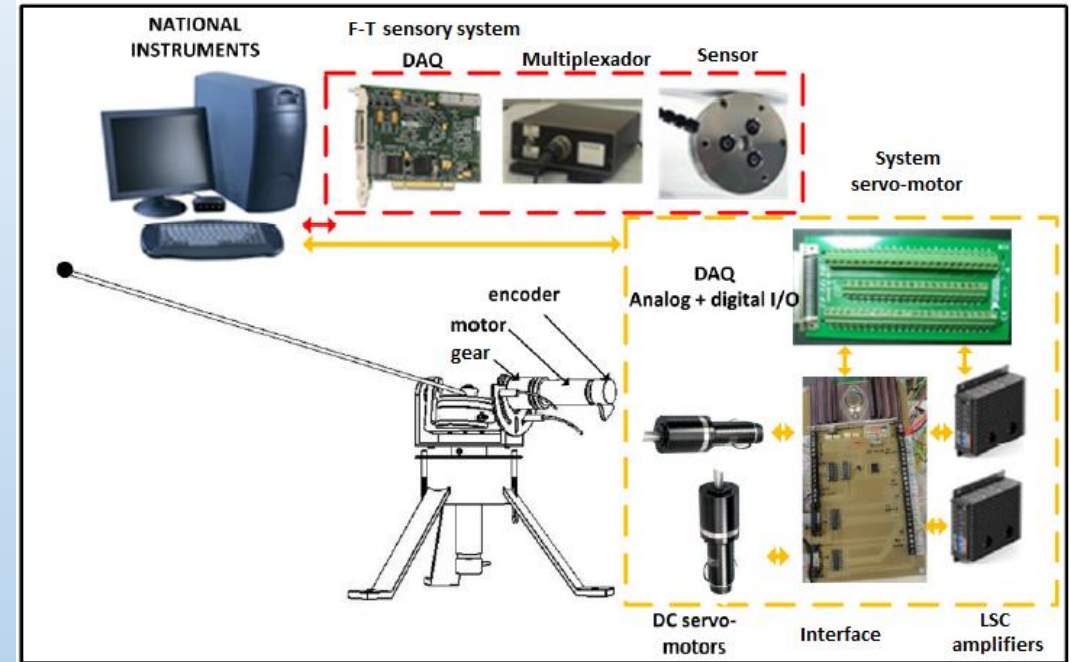 NATIONAL
INSTRUMENTS
F-T sensory system
DAQ
Multiplexador
Sensor
System
servo-motor
DAQ
Analog + digital I/O
encoder
motor
gear
DC servo-
motors
Interface
LSC
amplifiers